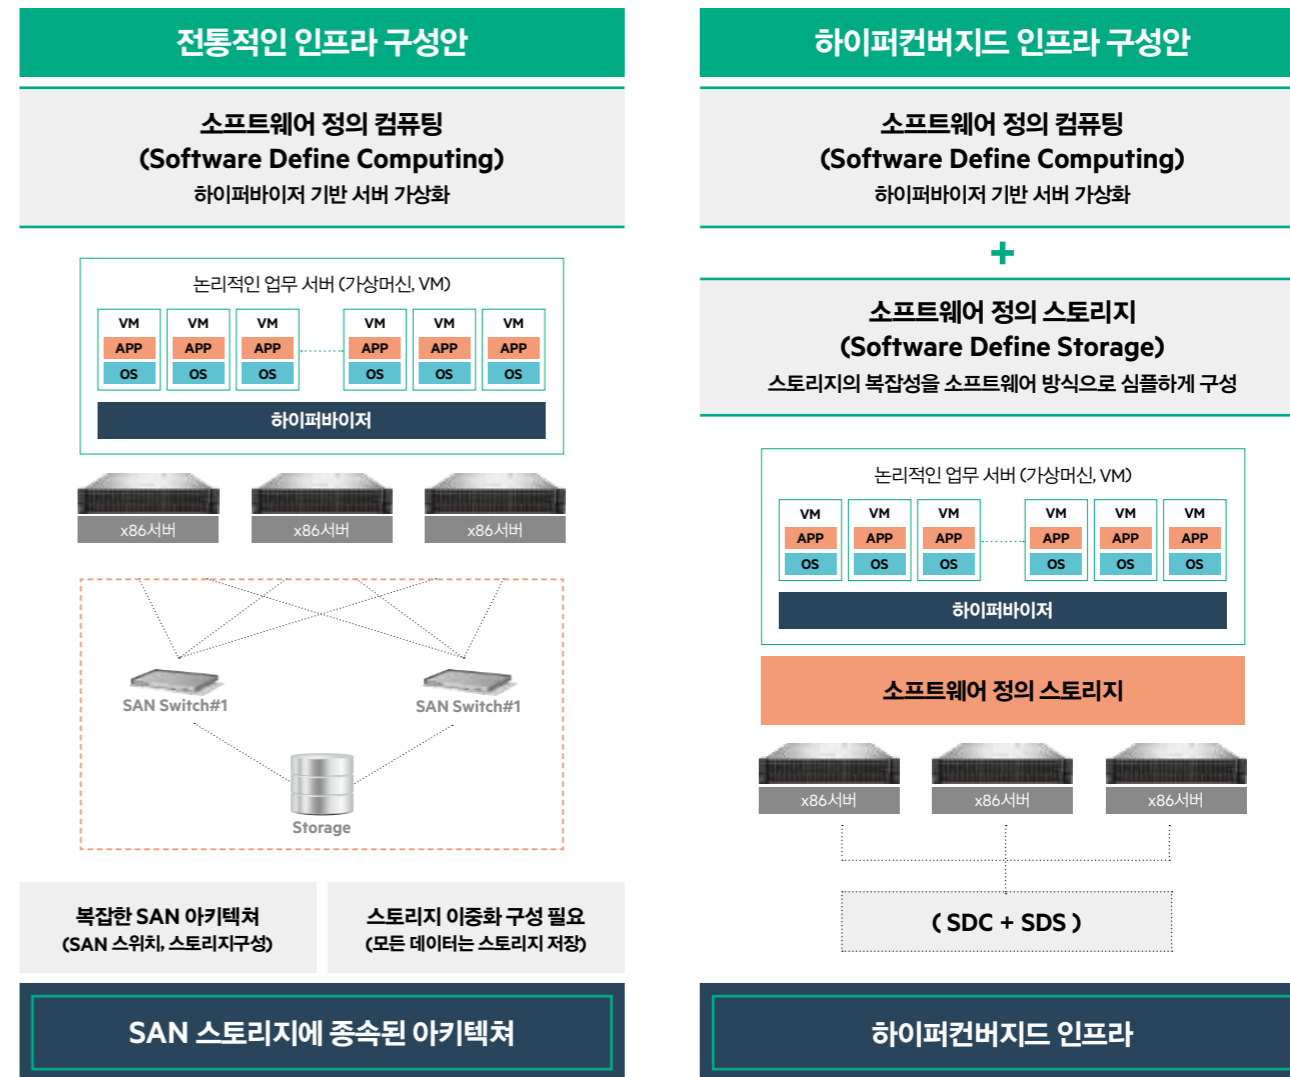 전통적인 인프라 구성안
소프트웨어 정의 컴퓨팅
(Software Define Computing)
하이퍼바이저 기반 서버 가상화
논리적인 업무 서버 (가상머신, VM)
VM VM VM VM VM VM
APP APP APP APP APP APP
OS OS OS OS OS OS
하이퍼바이저
x86서버 x86서버 x86서버
SAN Switch#1 SAN Switch#1
Storage
복잡한 SAN 아키텍쳐
(SAN 스위치, 스토리지구성)
스토리지 이중화 구성 필요
(모든 데이터는 스토리지 저장)
SAN 스토리지에 종속된 아키텍쳐
하이퍼컨버지드 인프라 구성안
소프트웨어 정의 컴퓨팅
(Software Define Computing)
하이퍼바이저 기반 서버 가상화
+
소프트웨어 정의 스토리지
(Software Define Storage)
스토리지의 복잡성을 소프트웨어 방식으로 심플하게 구성
논리적인 업무 서버 (가상머신, VM)
VM VM VM VM VM VM
APP APP APP APP APP APP
OS OS OS OS OS OS
하이퍼바이저
소프트웨어 정의 스토리지
x86서버 x86서버 x86서버
( SDC + SDS )
하이퍼컨버지드 인프라